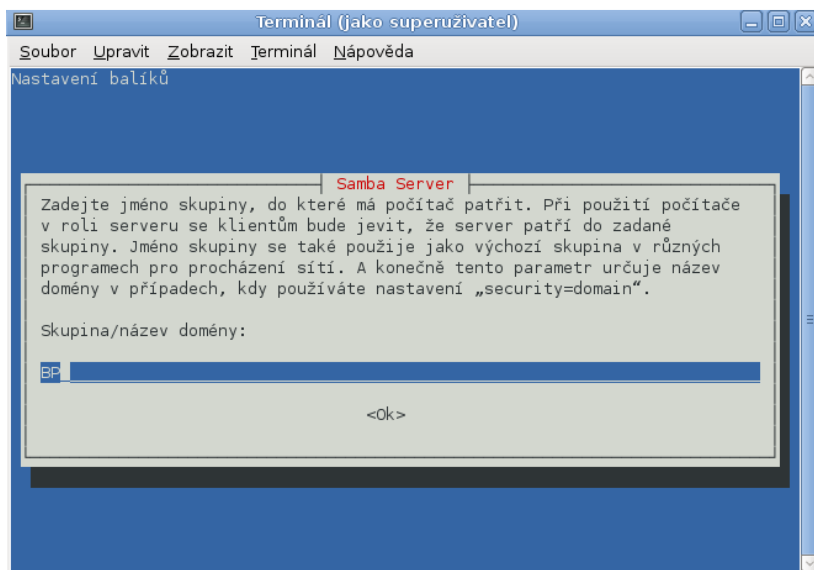 Terminál (jako superuživatel)
Soubor Upravit Zobrazit Terminál Nápověda
Nastavení balíků
Samba Server
Zadejte jméno skupiny, do které má počítač patřit. Při použití počítače
v roli serveru se klientům bude jevit, že server patří do zadané
skupiny. Jméno skupiny se také použije jako výchozí skupina v různých
programech pro procházení sítí. A konečně tento parametr určuje název
domény v případech, kdy používáte nastavení „security=domain“.
Skupina/název domény:
BP
<Ok>